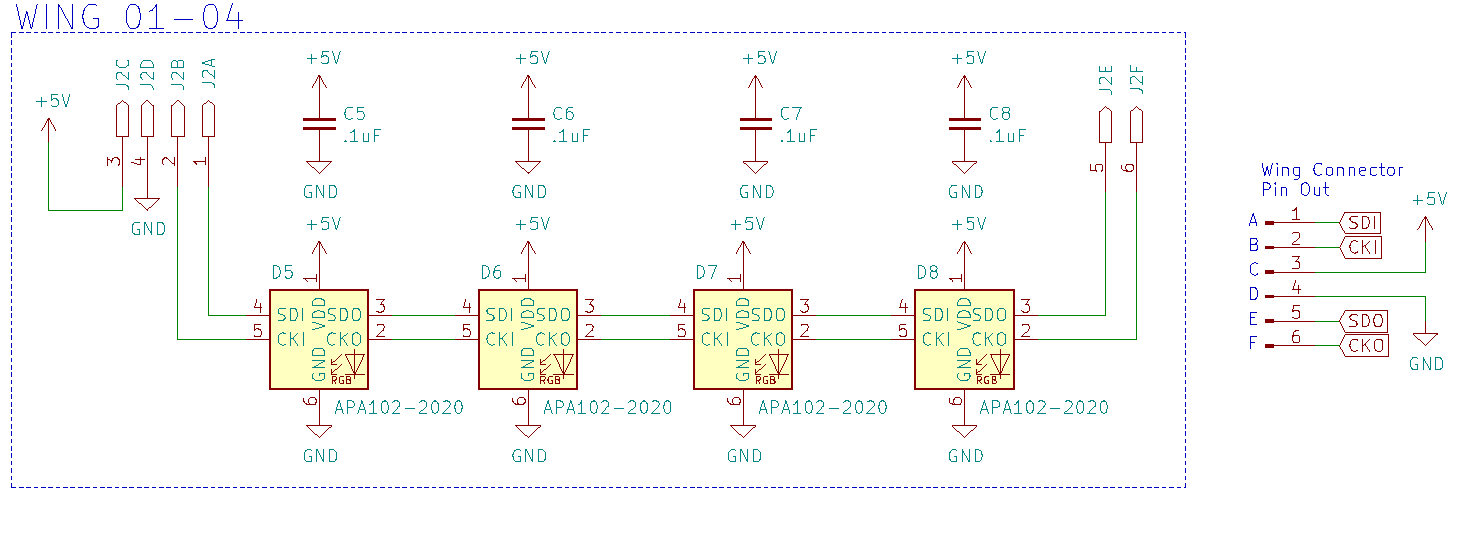 WING 01-04
+5V
J2C
J2D
J2B
J2A
3
4
2
1
GND
+5V
C5
.1uF
GND
+5V
C6
.1uF
GND
+5V
C7
.1uF
GND
+5V
C8
.1uF
GND
J2E
J2F
5
6
+5V
D5
1
4 SDI VDD SDO 3
5 CKI CKO 2
GND
RGB
6
APA102-2020
GND
+5V
D6
1
4 SDI VDD SDO 3
5 CKI CKO 2
GND
RGB
6
APA102-2020
GND
+5V
D7
1
4 SDI VDD SDO 3
5 CKI CKO 2
GND
RGB
6
APA102-2020
GND
+5V
D8
1
4 SDI VDD SDO 3
5 CKI CKO 2
GND
RGB
6
APA102-2020
GND
Wing Connector
Pin Out
+5V
A 1 SDI
B 2 CKI
C 3
D 4
E 5 SDO
F 6 CKO
GND